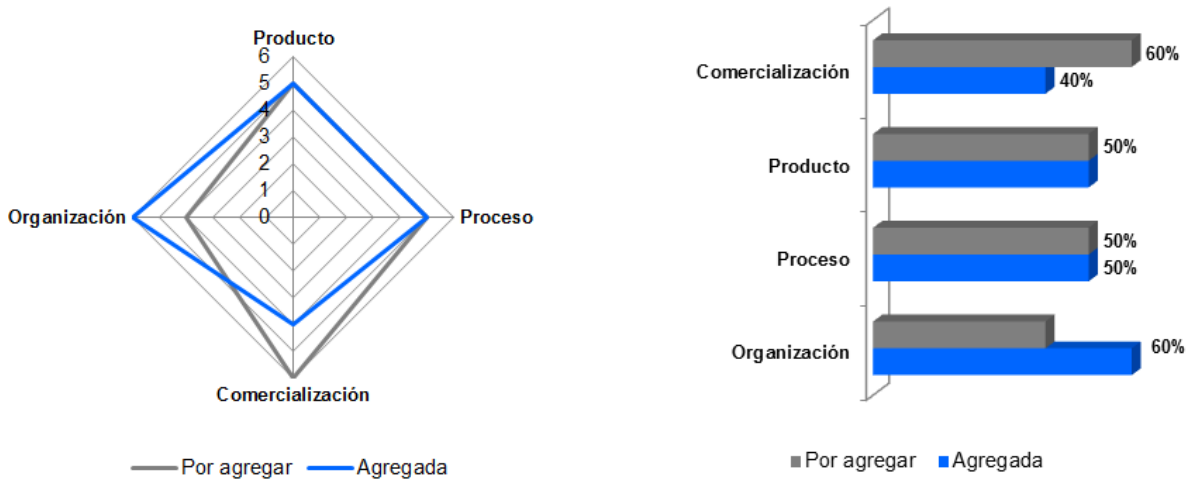 Producto
6
5
4
3
2
1
0
Organización
Proceso
Comercialización
Por agregar
Agregada
Comercialización
60%
40%
Producto
50%
Proceso
50%
50%
Organización
60%
Por agregar
Agregada